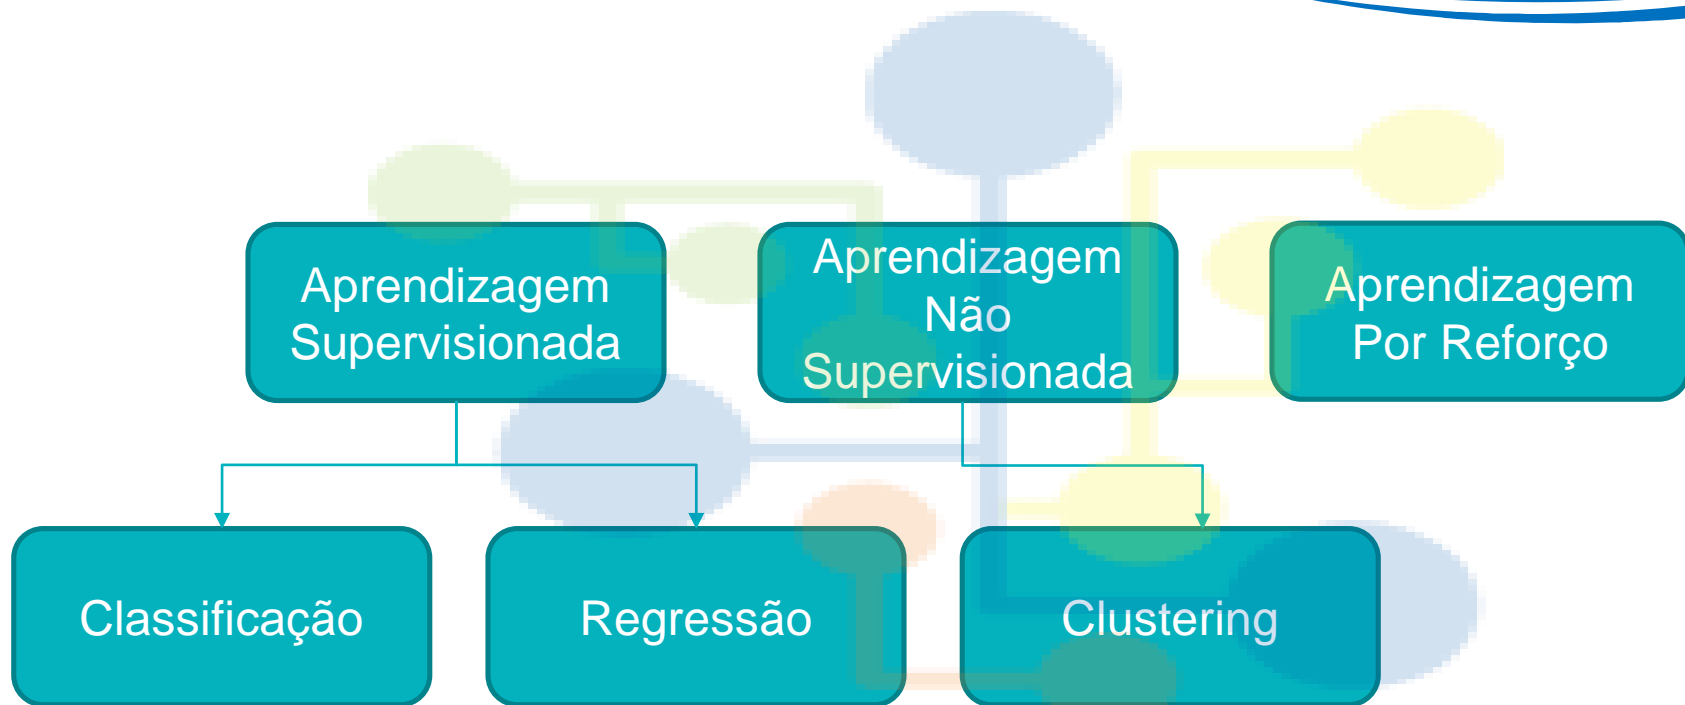 Aprendizagem
Supervisionada
Aprendizagem
Não
Supervisionada
Aprendizagem
Por Reforço
Classificação
Regressão
Clustering